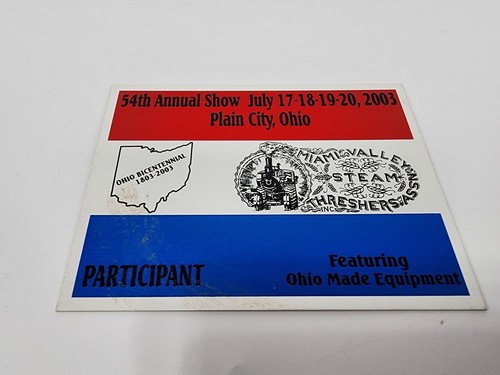 54th Annual Show July 17-18-19-20, 2003
Plain City, Ohio
OHIO BICENTENNIAL
1803-2003
MIAMI VALLEY
STEAM
THRESHERS ASSN
INC.
PARTICIPANT
Featuring
Ohio Made Equipment